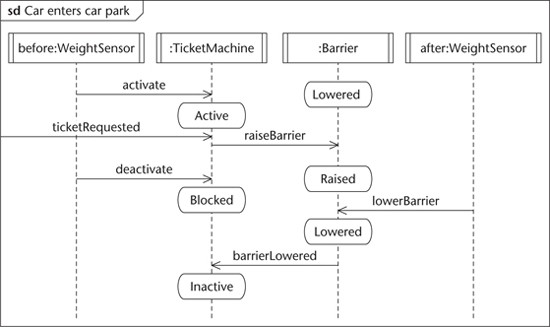 sd Car enters car park
before:WeightSensor
:TicketMachine
:Barrier
after:WeightSensor
activate
Lowered
Active
ticketRequested
raiseBarrier
deactivate
Raised
Blocked
lowerBarrier
Lowered
barrierLowered
Inactive